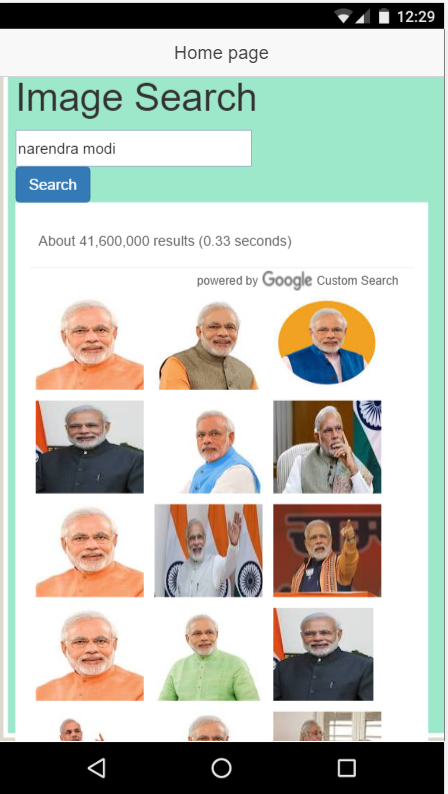 12:29
Home page
Image Search
narendra modi
Search
About 41,600,000 results (0.33 seconds)
powered by Google Custom Search